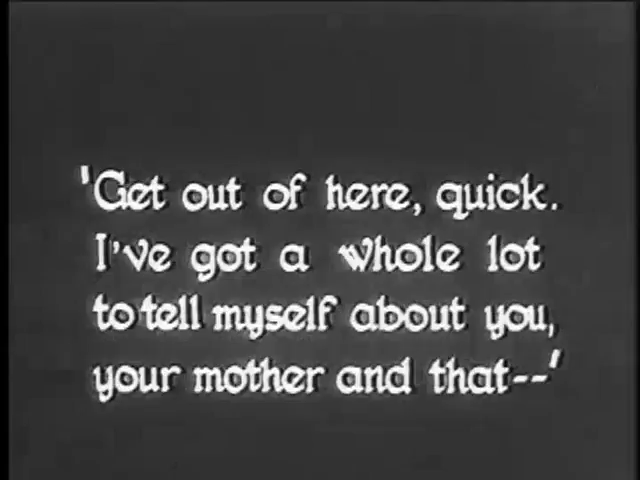 'Get out of here, quick.
I've got a whole lot
to tell myself about you,
your mother and that--'